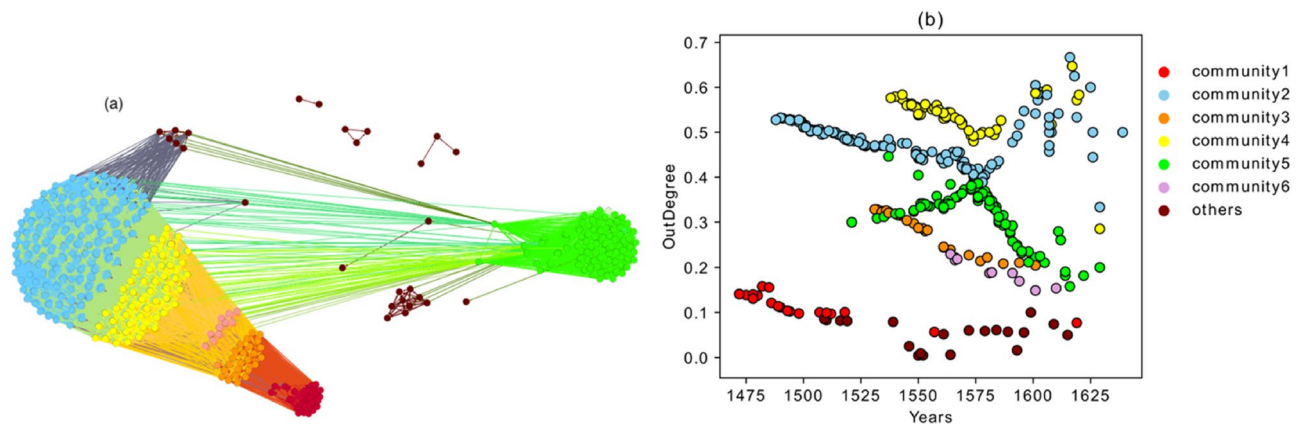 (a)
(b)
OutDegree
0.7
0.6
0.5
0.4
0.3
0.2
0.1
0.0
1475 1500 1525 1550 1575 1600 1625
Years
community1
community2
community3
community4
community5
community6
others